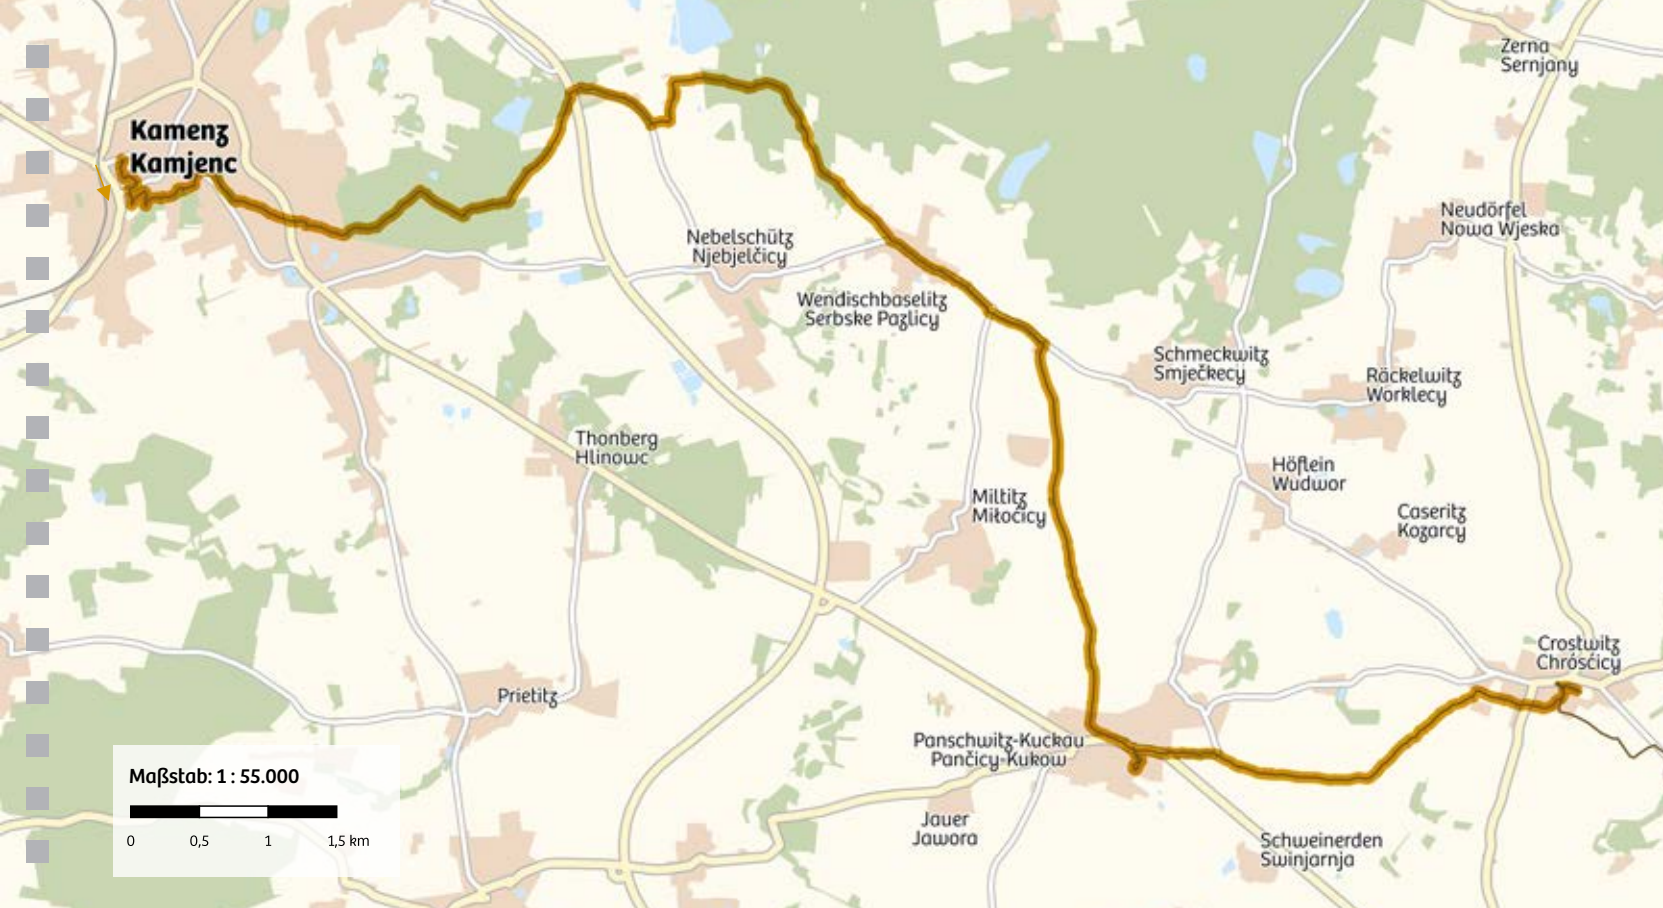 Zerna
Sernjany
Kamenz
Kamjenc
Neudörfel
Nowa Wjeska
Nebelschütz
Njebjelčicy
Wendischbaselitz
Serbske Pazlicy
Schmeckwitz
Smječkecy
Räckelwitz
Worklecy
Thonberg
Hlinowc
Höflein
Wudwor
Miltitz
Miłoćicy
Caseritz
Kozarcy
Crostwitz
Chrósćicy
Prietitz
Panschwitz-Kuckau
Pančicy-Kukow
Jauer
Jawora
Schweinerden
Swinjarnja
Maßstab: 1 : 55.000
0 0,5 1 1,5 km